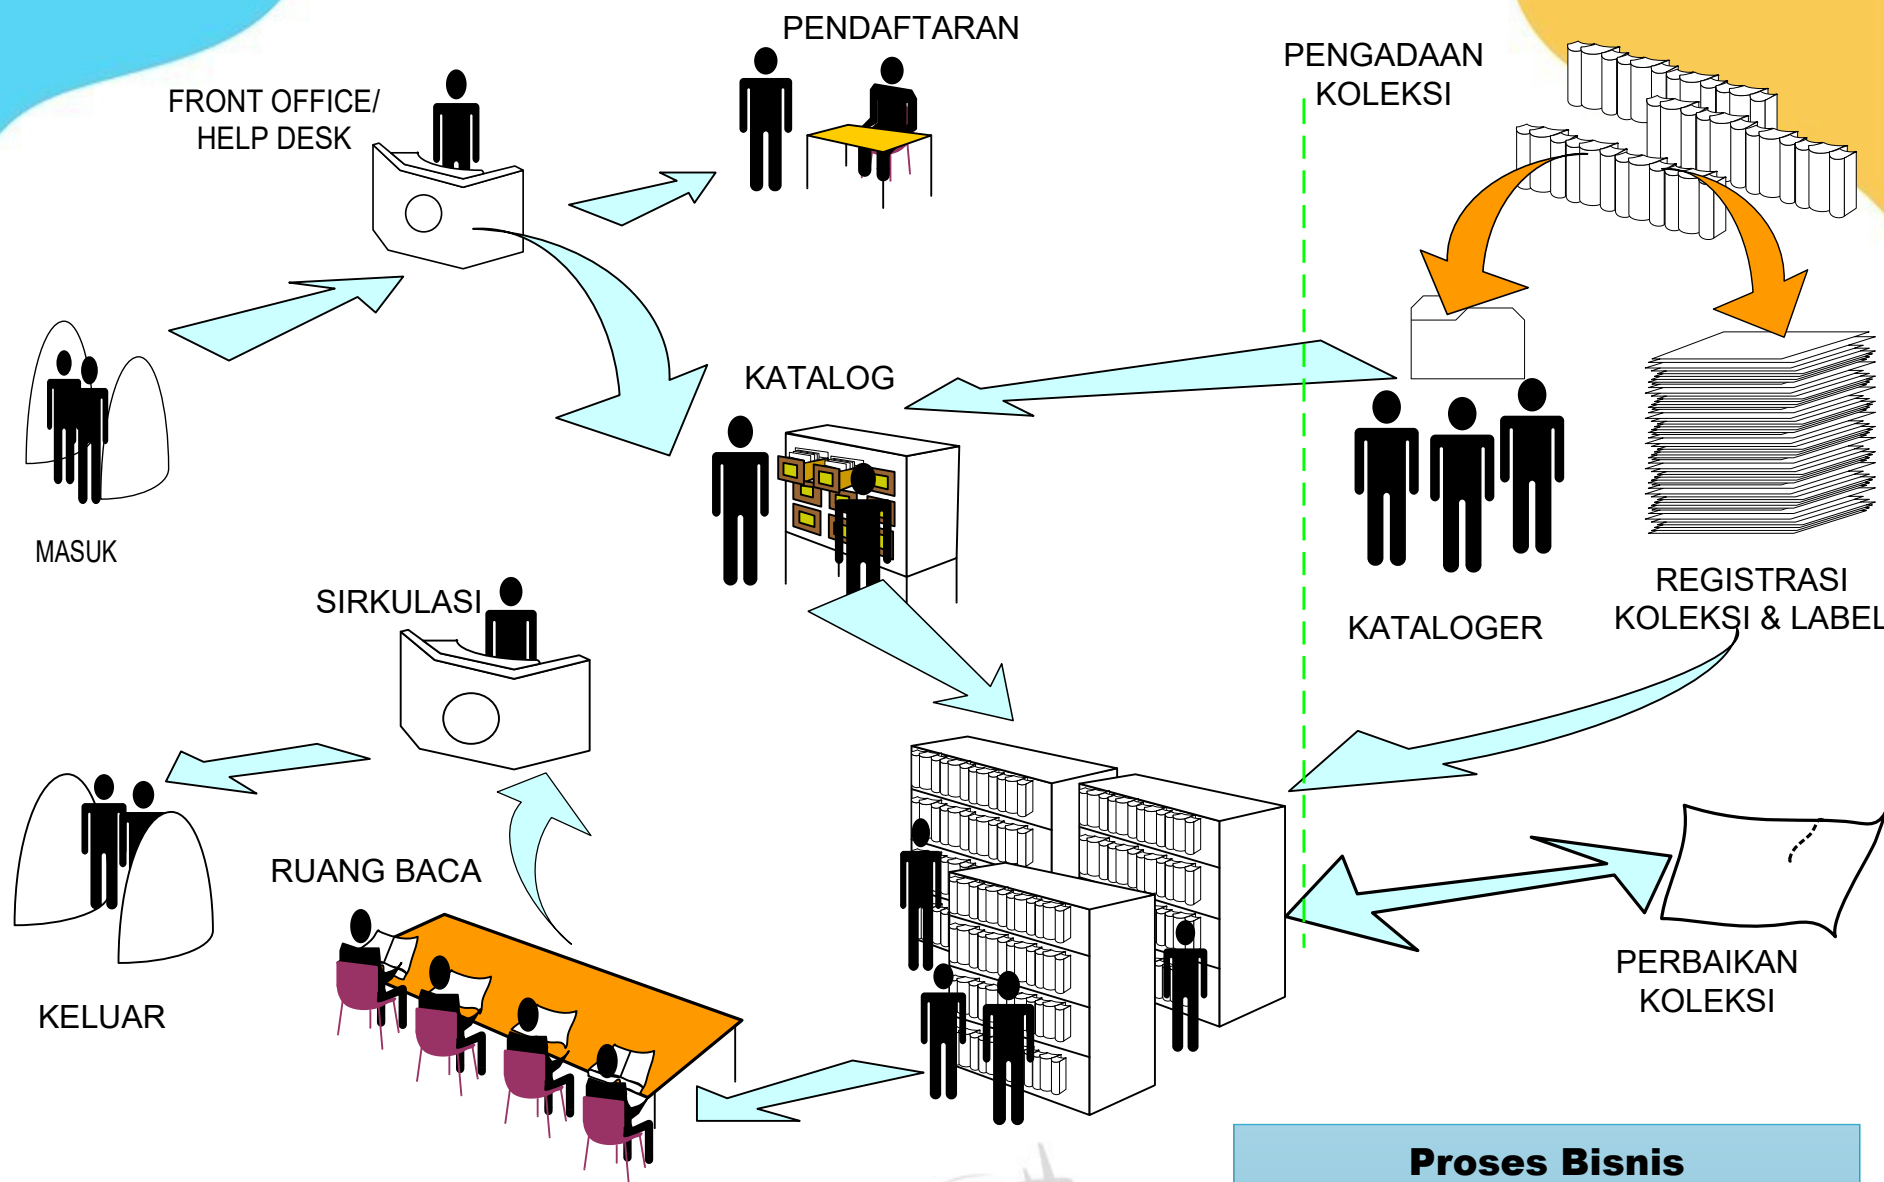 PENDAFTARAN
PENGADAAN
KOLEKSI
FRONT OFFICE/
HELP DESK
KATALOG
MASUK
SIRKULASI
KATALOGER
REGISTRASI
KOLEKSI & LABEL
RUANG BACA
KELUAR
PERBAIKAN
KOLEKSI
Proses Bisnis